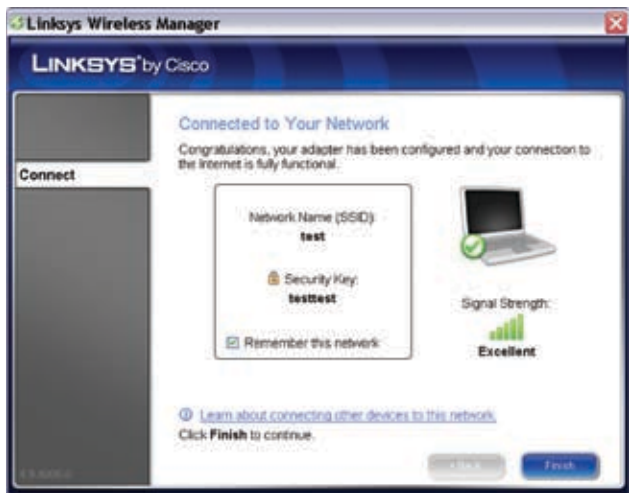 Linksys Wireless Manager
LINKSYS® by Cisco
Connect
Connected to Your Network
Congratulations, your adapter has been configured and your connection to
the Internet is fully functional.
Network Name (SSID):
test
Security Key:
testtest
Remember this network
Signal Strength:
Excellent
Learn about connecting other devices to this network.
Click Finish to continue.
Back
Finish